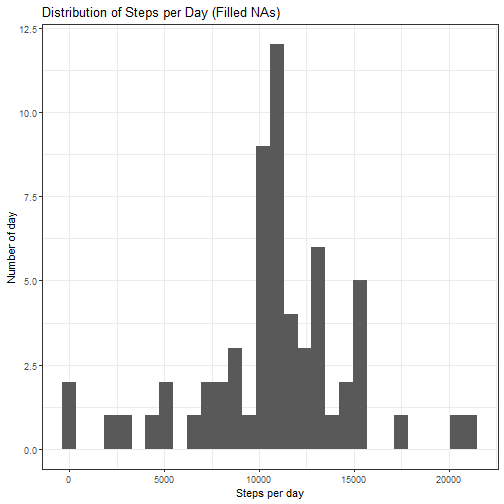 Distribution of Steps per Day (Filled NAs)
12.5
10.0
7.5
5.0
2.5
0.0
Number of day
0 5000 10000 15000 20000
Steps per day